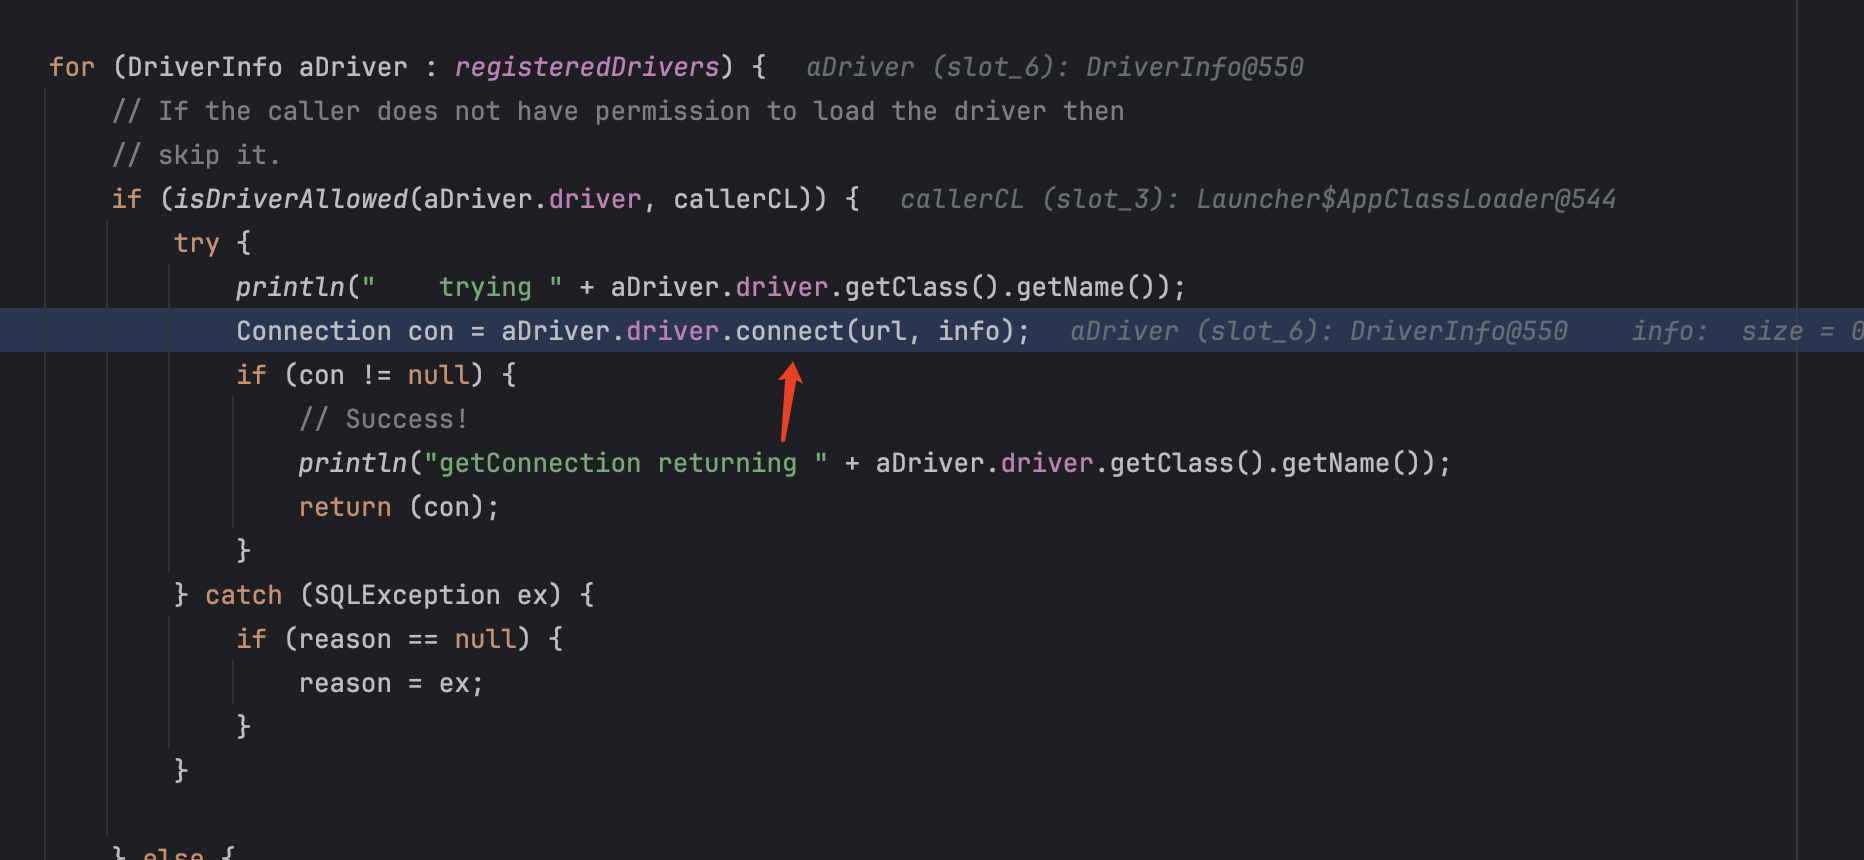 for (DriverInfo aDriver : registeredDrivers) {   aDriver (slot_6): DriverInfo@550
    // If the caller does not have permission to load the driver then
    // skip it.
    if (isDriverAllowed(aDriver.driver, callerCL)) {   callerCL (slot_3): Launcher$AppClassLoader@544
        try {
            println("    trying " + aDriver.driver.getClass().getName());
            Connection con = aDriver.driver.connect(url, info);   aDriver (slot_6): DriverInfo@550    info:  size = 0
            if (con != null) {
                // Success!
                println("getConnection returning " + aDriver.driver.getClass().getName());
                return (con);
            }
        } catch (SQLException ex) {
            if (reason == null) {
                reason = ex;
            }
        }

    } else {